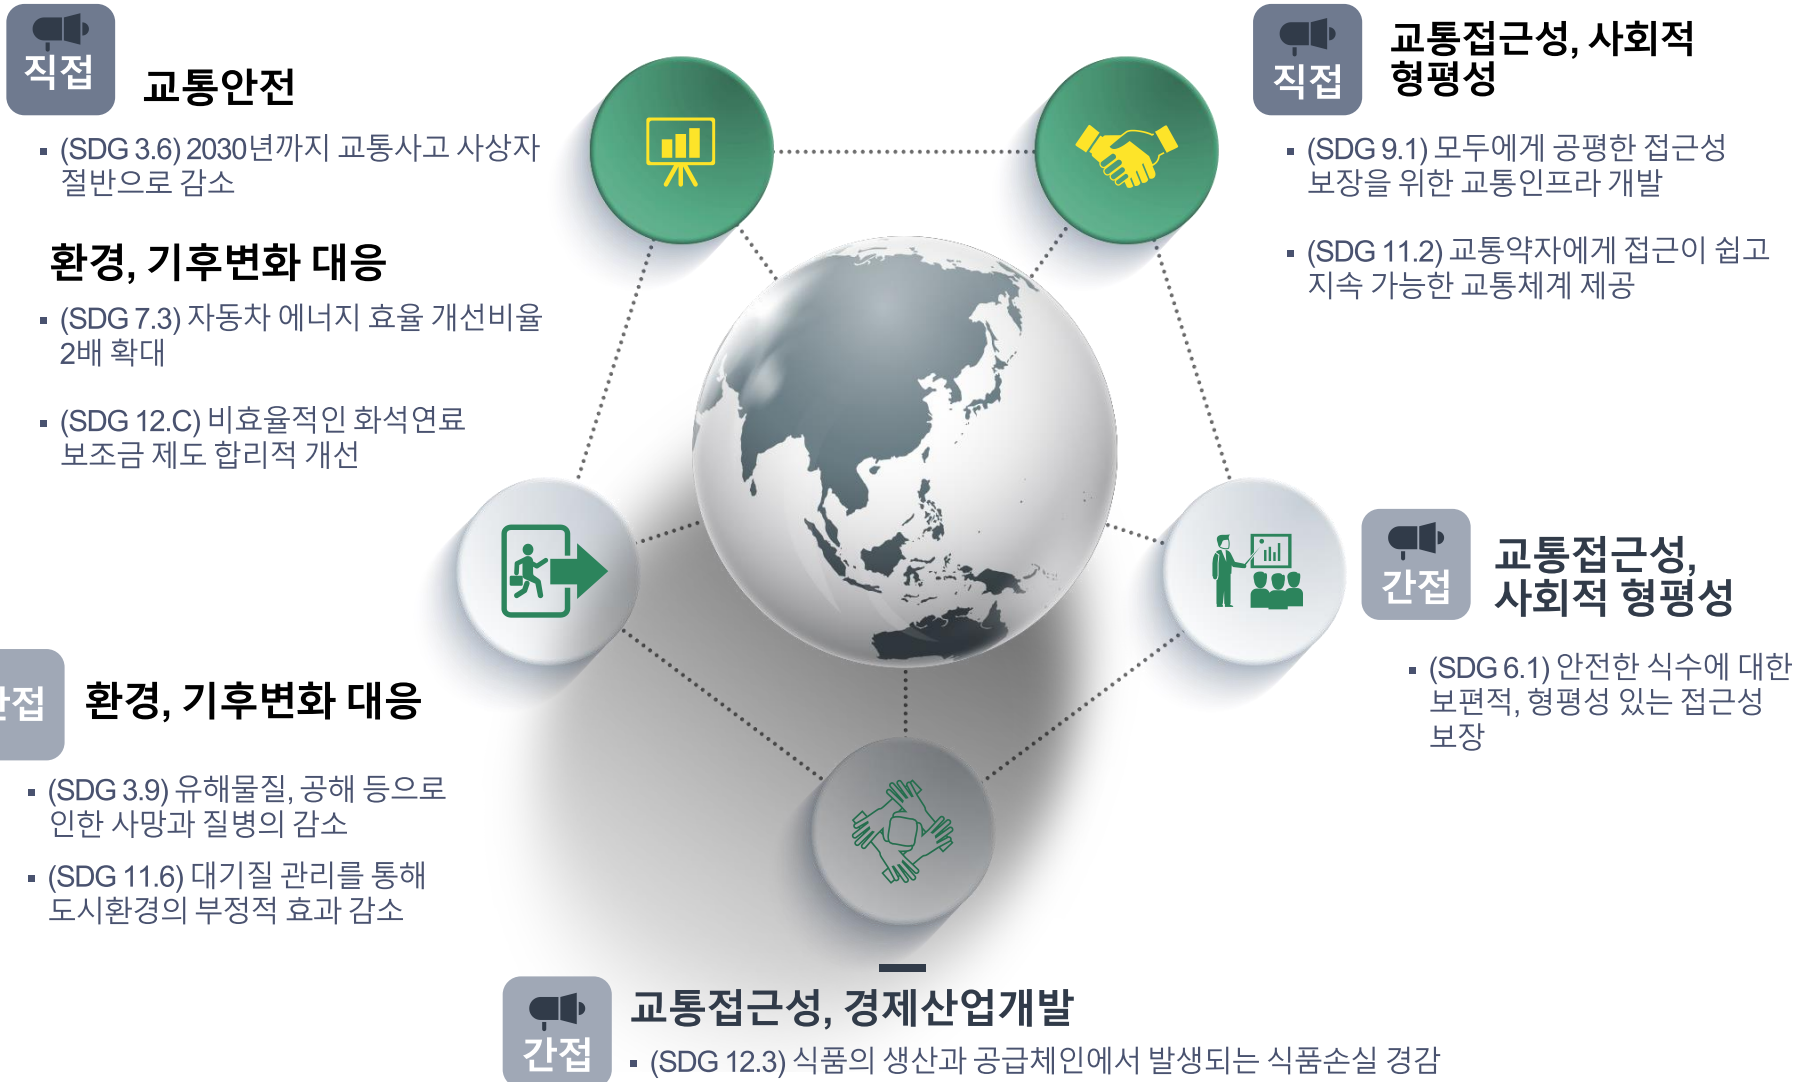 직접
교통안전
▪ (SDG 3.6) 2030년까지 교통사고 사상자
절반으로 감소
환경, 기후변화 대응
▪ (SDG 7.3) 자동차 에너지 효율 개선비율
2배 확대
▪ (SDG 12.C) 비효율적인 화석연료
보조금 제도 합리적 개선
직접
교통접근성, 사회적
형평성
▪ (SDG 9.1) 모두에게 공평한 접근성
보장을 위한 교통인프라 개발
▪ (SDG 11.2) 교통약자에게 접근이 쉽고
지속 가능한 교통체계 제공
간접
교통접근성,
사회적 형평성
▪ (SDG 6.1) 안전한 식수에 대한
보편적, 형평성 있는 접근성
보장
간접
환경, 기후변화 대응
▪ (SDG 3.9) 유해물질, 공해 등으로
인한 사망과 질병의 감소
▪ (SDG 11.6) 대기질 관리를 통해
도시환경의 부정적 효과 감소
간접
교통접근성, 경제산업개발
▪ (SDG 12.3) 식품의 생산과 공급체인에서 발생되는 식품손실 경감